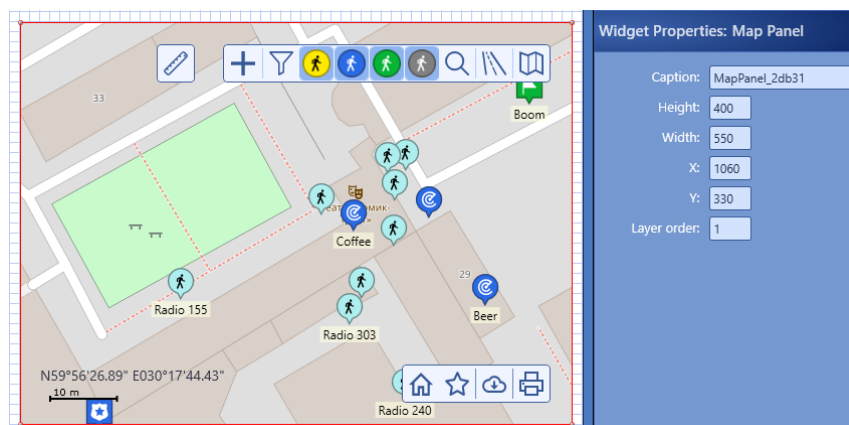 33
Boom
Coffee
29
Beer
Radio 155
Radio 303
N59°56'26.89" E030°17'44.43"
10 m
Radio 240
Widget Properties: Map Panel
Caption: MapPanel_2db31
Height: 400
Width: 550
X: 1060
Y: 330
Layer order: 1